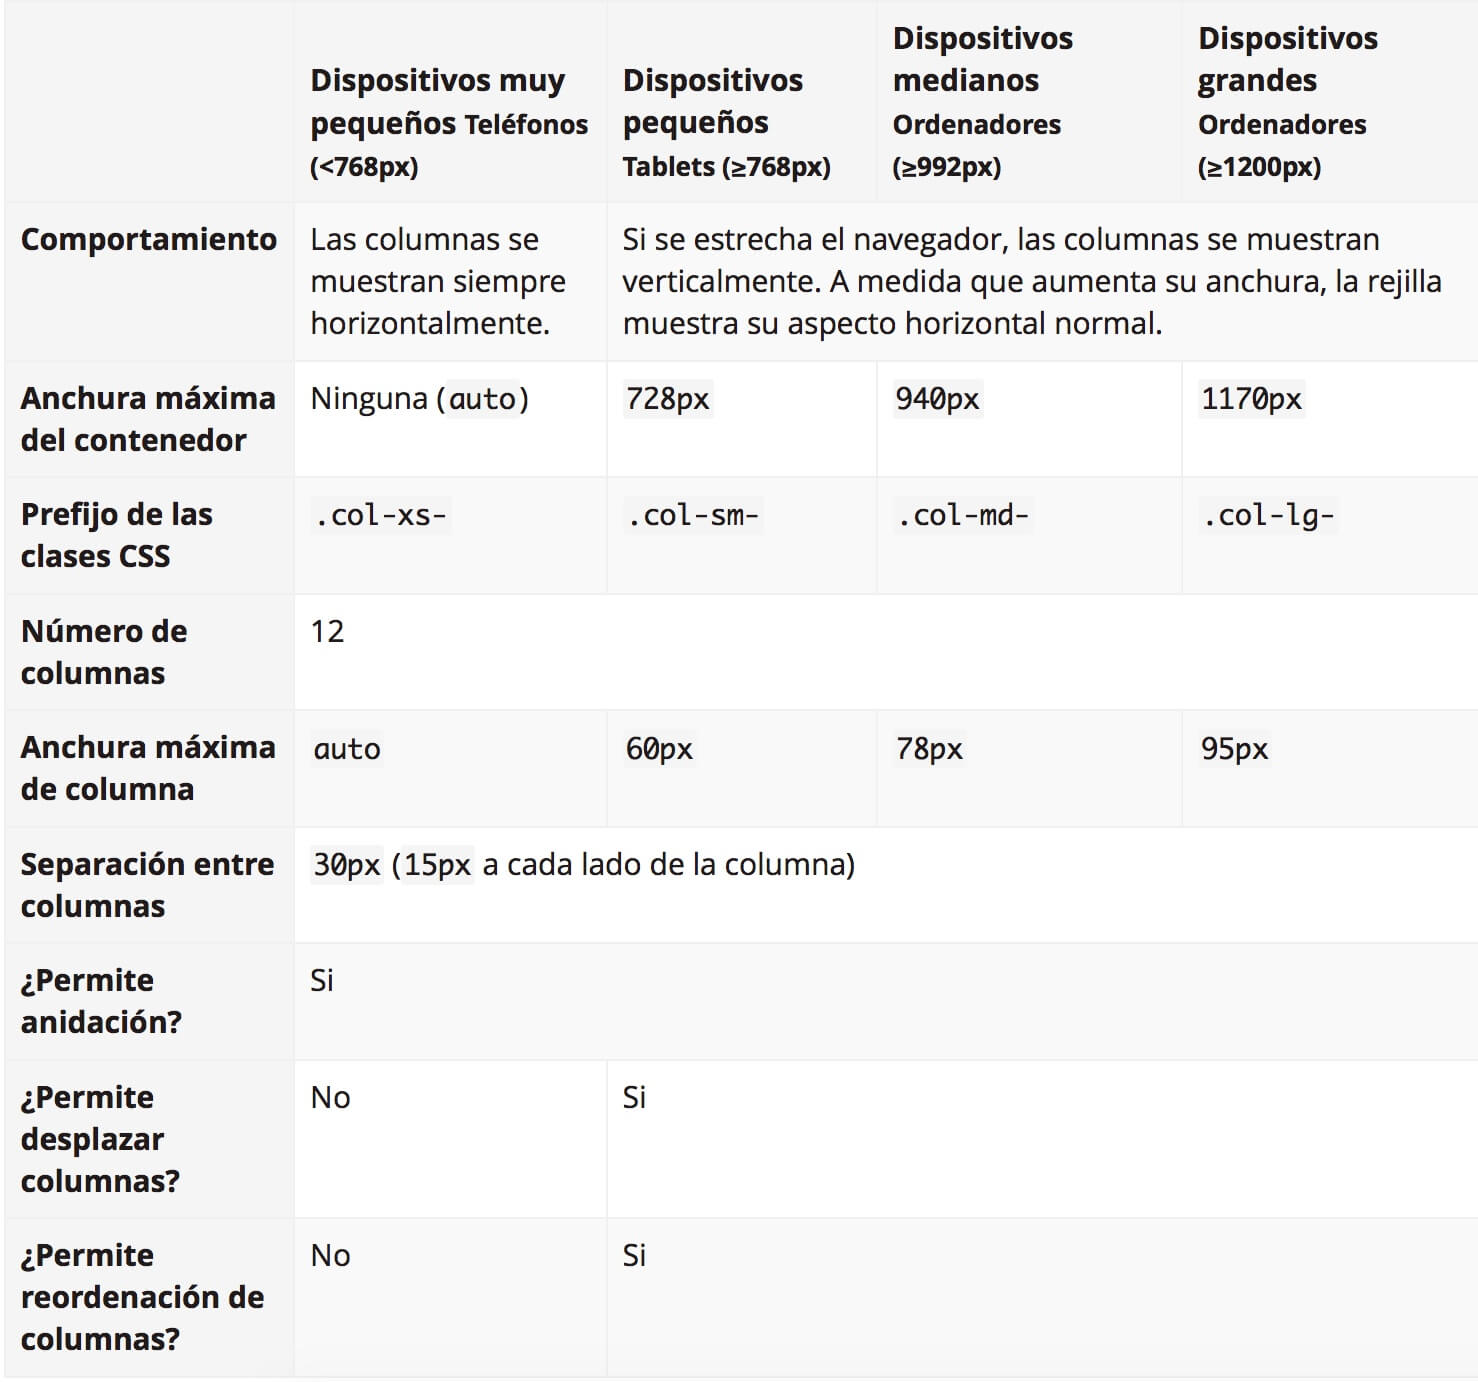 Dispositivos muy
pequeños Teléfonos
(<768px)
Dispositivos
pequeños
Tablets (≥768px)
Dispositivos
medianos
Ordenadores
(≥992px)
Dispositivos
grandes
Ordenadores
(≥1200px)
Comportamiento
Las columnas se
muestran siempre
horizontalmente.
Si se estrecha el navegador, las columnas se muestran
verticalmente. A medida que aumenta su anchura, la rejilla
muestra su aspecto horizontal normal.
Anchura máxima
del contenedor
Ninguna (auto)
728px
940px
1170px
Prefijo de las
clases CSS
.col-xs-
.col-sm-
.col-md-
.col-lg-
Número de
columnas
12
Anchura máxima
de columna
auto
60px
78px
95px
Separación entre
columnas
30px (15px a cada lado de la columna)
¿Permite
anidación?
Si
¿Permite
desplazar
columnas?
No
Si
¿Permite
reordenación de
columnas?
No
Si